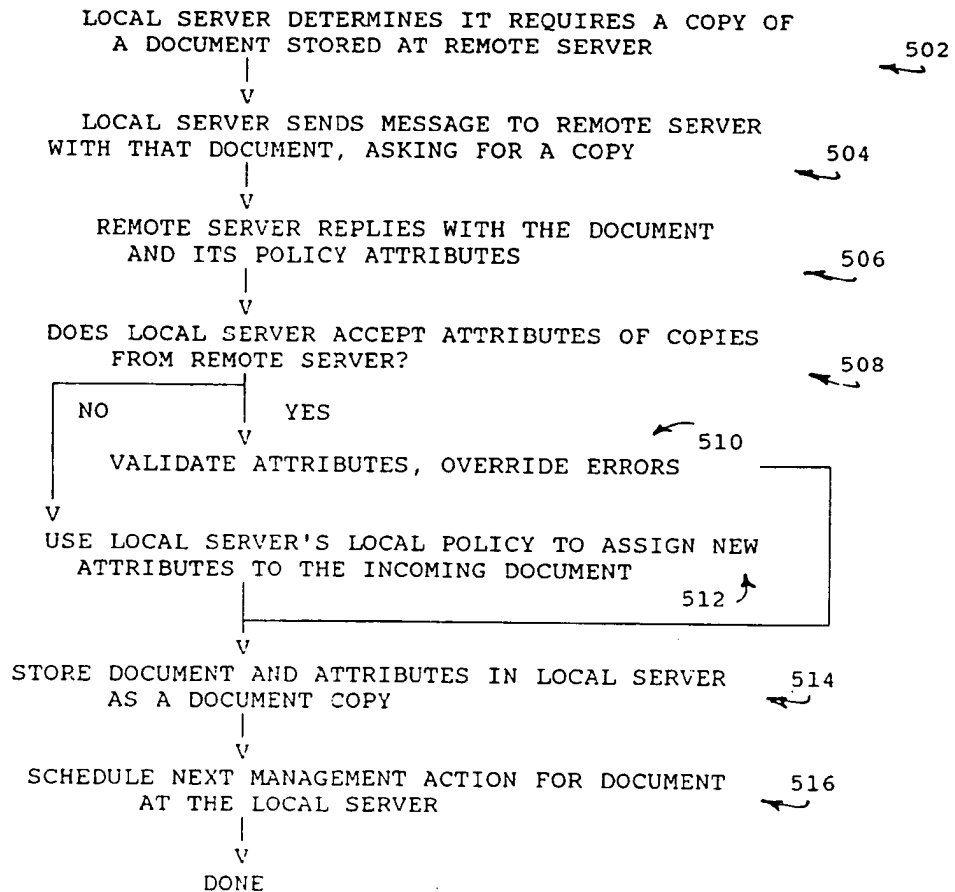 LOCAL SERVER DETERMINES IT REQUIRES A COPY OF
A DOCUMENT STORED AT REMOTE SERVER
502
V
LOCAL SERVER SENDS MESSAGE TO REMOTE SERVER
WITH THAT DOCUMENT, ASKING FOR A COPY
504
V
REMOTE SERVER REPLIES WITH THE DOCUMENT
AND ITS POLICY ATTRIBUTES
506
V
DOES LOCAL SERVER ACCEPT ATTRIBUTES OF COPIES
FROM REMOTE SERVER?
508
NO YES
V
510
VALIDATE ATTRIBUTES, OVERRIDE ERRORS
V
USE LOCAL SERVER'S LOCAL POLICY TO ASSIGN NEW
ATTRIBUTES TO THE INCOMING DOCUMENT
512
V
STORE DOCUMENT AND ATTRIBUTES IN LOCAL SERVER
AS A DOCUMENT COPY
514
V
SCHEDULE NEXT MANAGEMENT ACTION FOR DOCUMENT
AT THE LOCAL SERVER
516
V
DONE